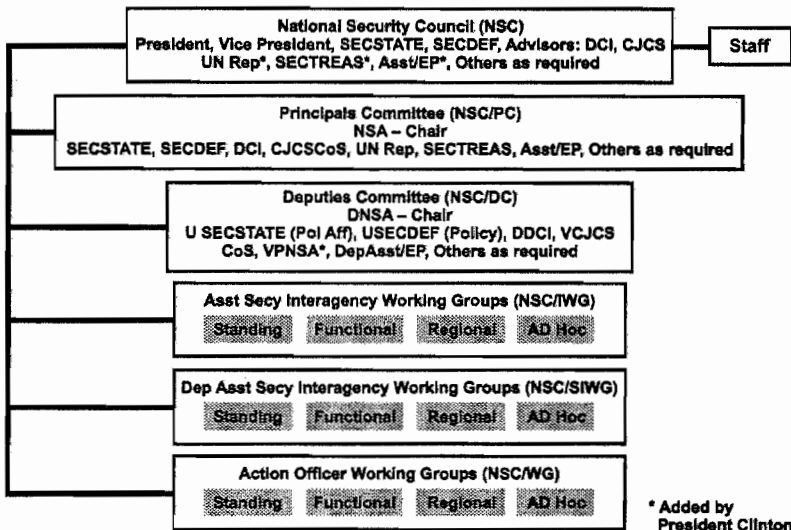 National Security Council (NSC)
President, Vice President, SECSTATE, SECDEF, Advisors: DCI, CJCS
UN Rep*, SECTREAS*, Asst/EP*, Others as required
Staff
Principals Committee (NSC/PC)
NSA – Chair
SECSTATE, SECDEF, DCI, CJCSCoS, UN Rep, SECTREAS, Asst/EP, Others as required
Deputies Committee (NSC/DC)
DNSA – Chair
U SECSTATE (Pol Aff), USECDEF (Policy), DDCI, VCJCS
CoS, VPNSA*, DepAsst/EP, Others as required
Asst Secy Interagency Working Groups (NSC/IWG)
Standing Functional Regional AD Hoc
Dep Asst Secy Interagency Working Groups (NSC/SIWG)
Standing Functional Regional AD Hoc
Action Officer Working Groups (NSC/WG)
Standing Functional Regional AD Hoc
* Added by
President Clinton